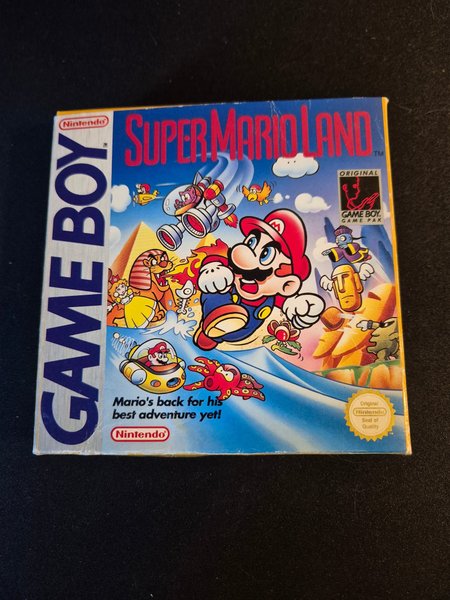 Nintendo
GAME BOY
TM
SUPER MARIO LAND
TM
ORIGINAL
GAME BOY
GAME PAK
Mario's back for his
best adventure yet!
Nintendo
Original
Nintendo
Seal of
Quality